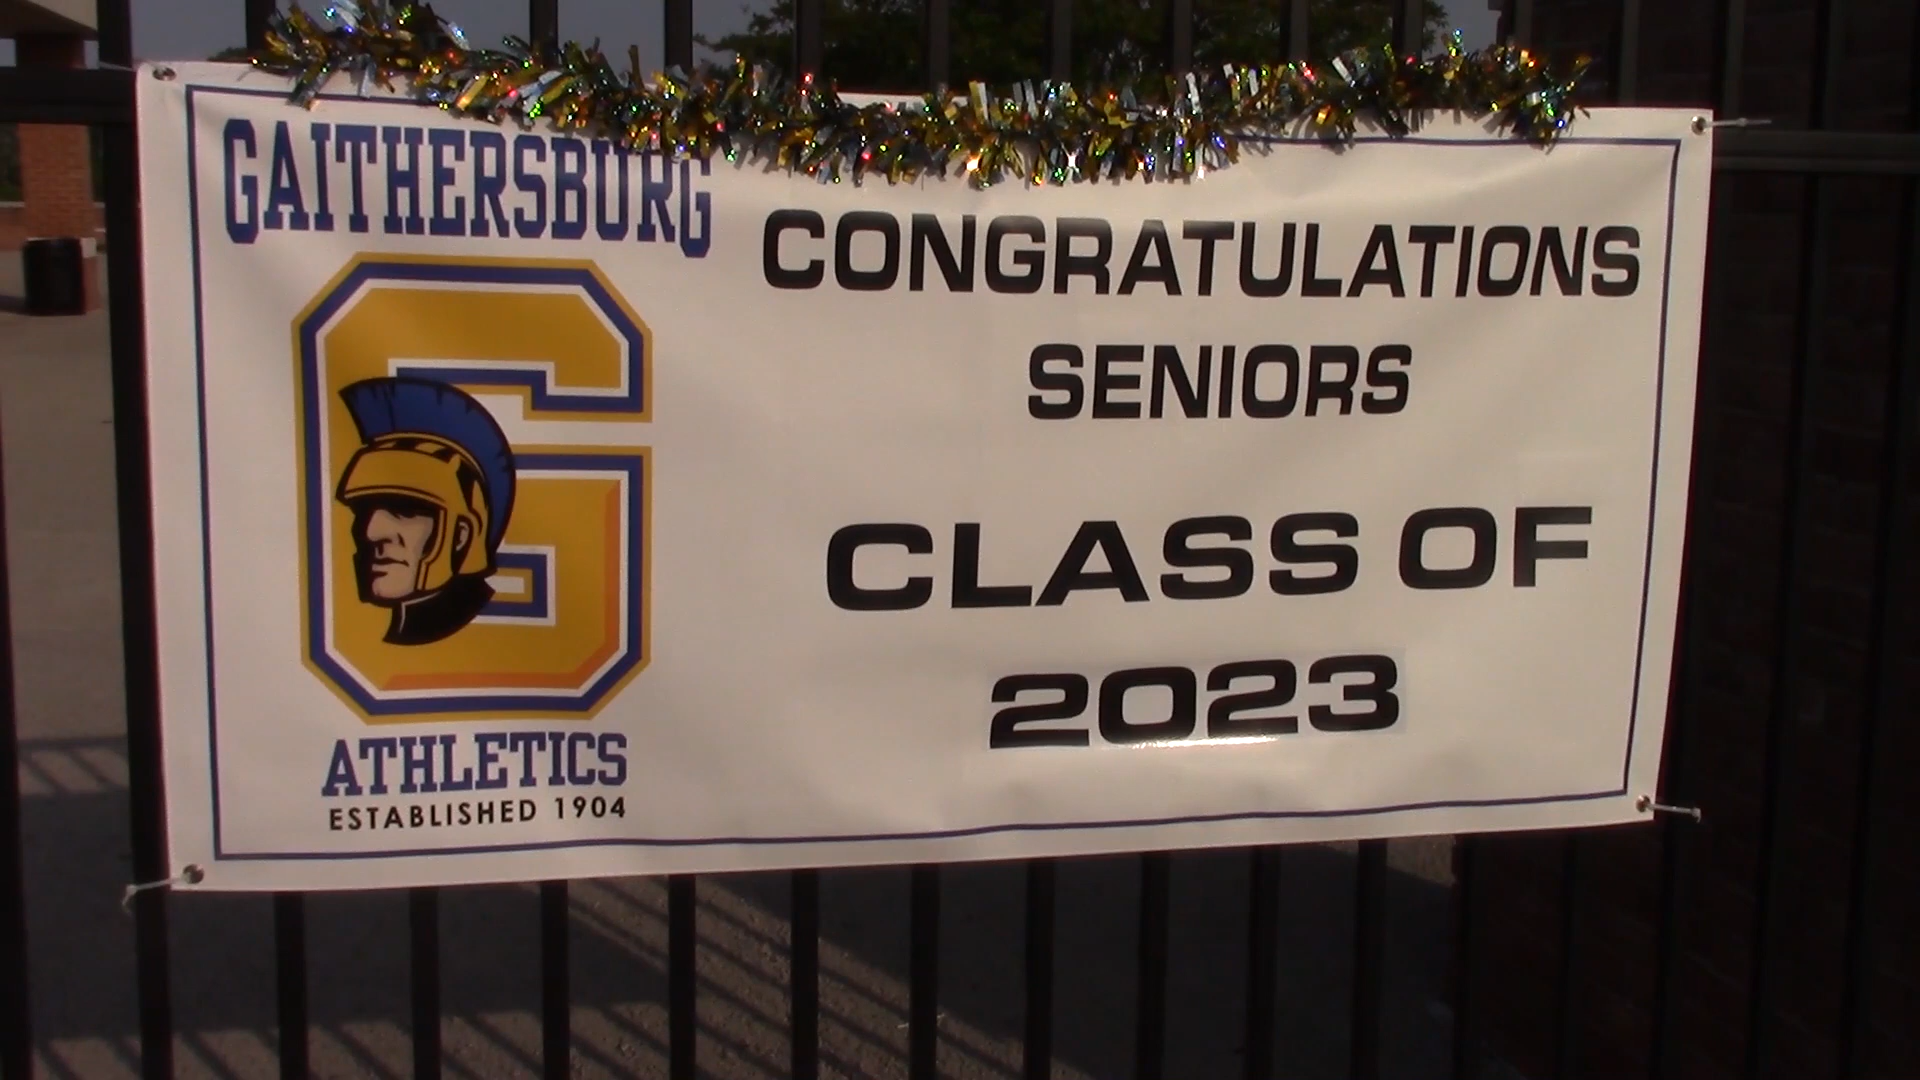 GAITHERSBURG
G
ATHLETICS
ESTABLISHED 1904
CONGRATULATIONS
SENIORS
CLASS OF
2023